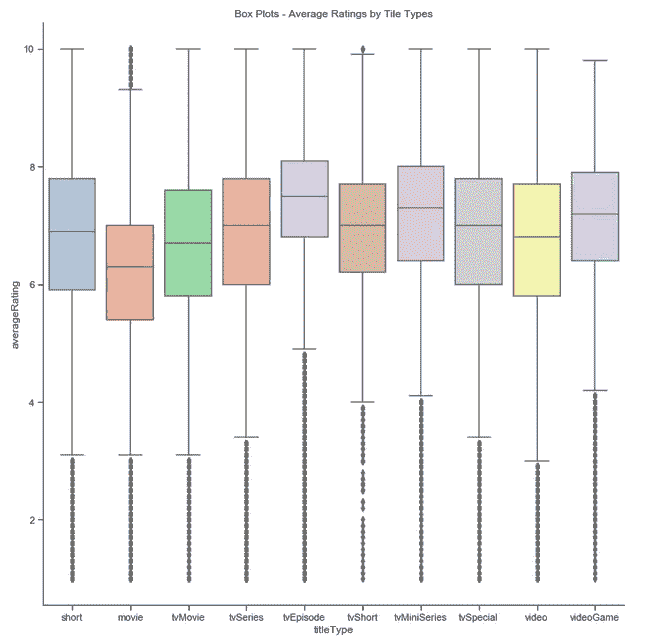 Box Plots - Average Ratings by Tile Types
averageRating
10
8
6
4
2
short movie tvMovie tvSeries tvEpisode tvShort tvMiniSeries tvSpecial video videoGame
titleType